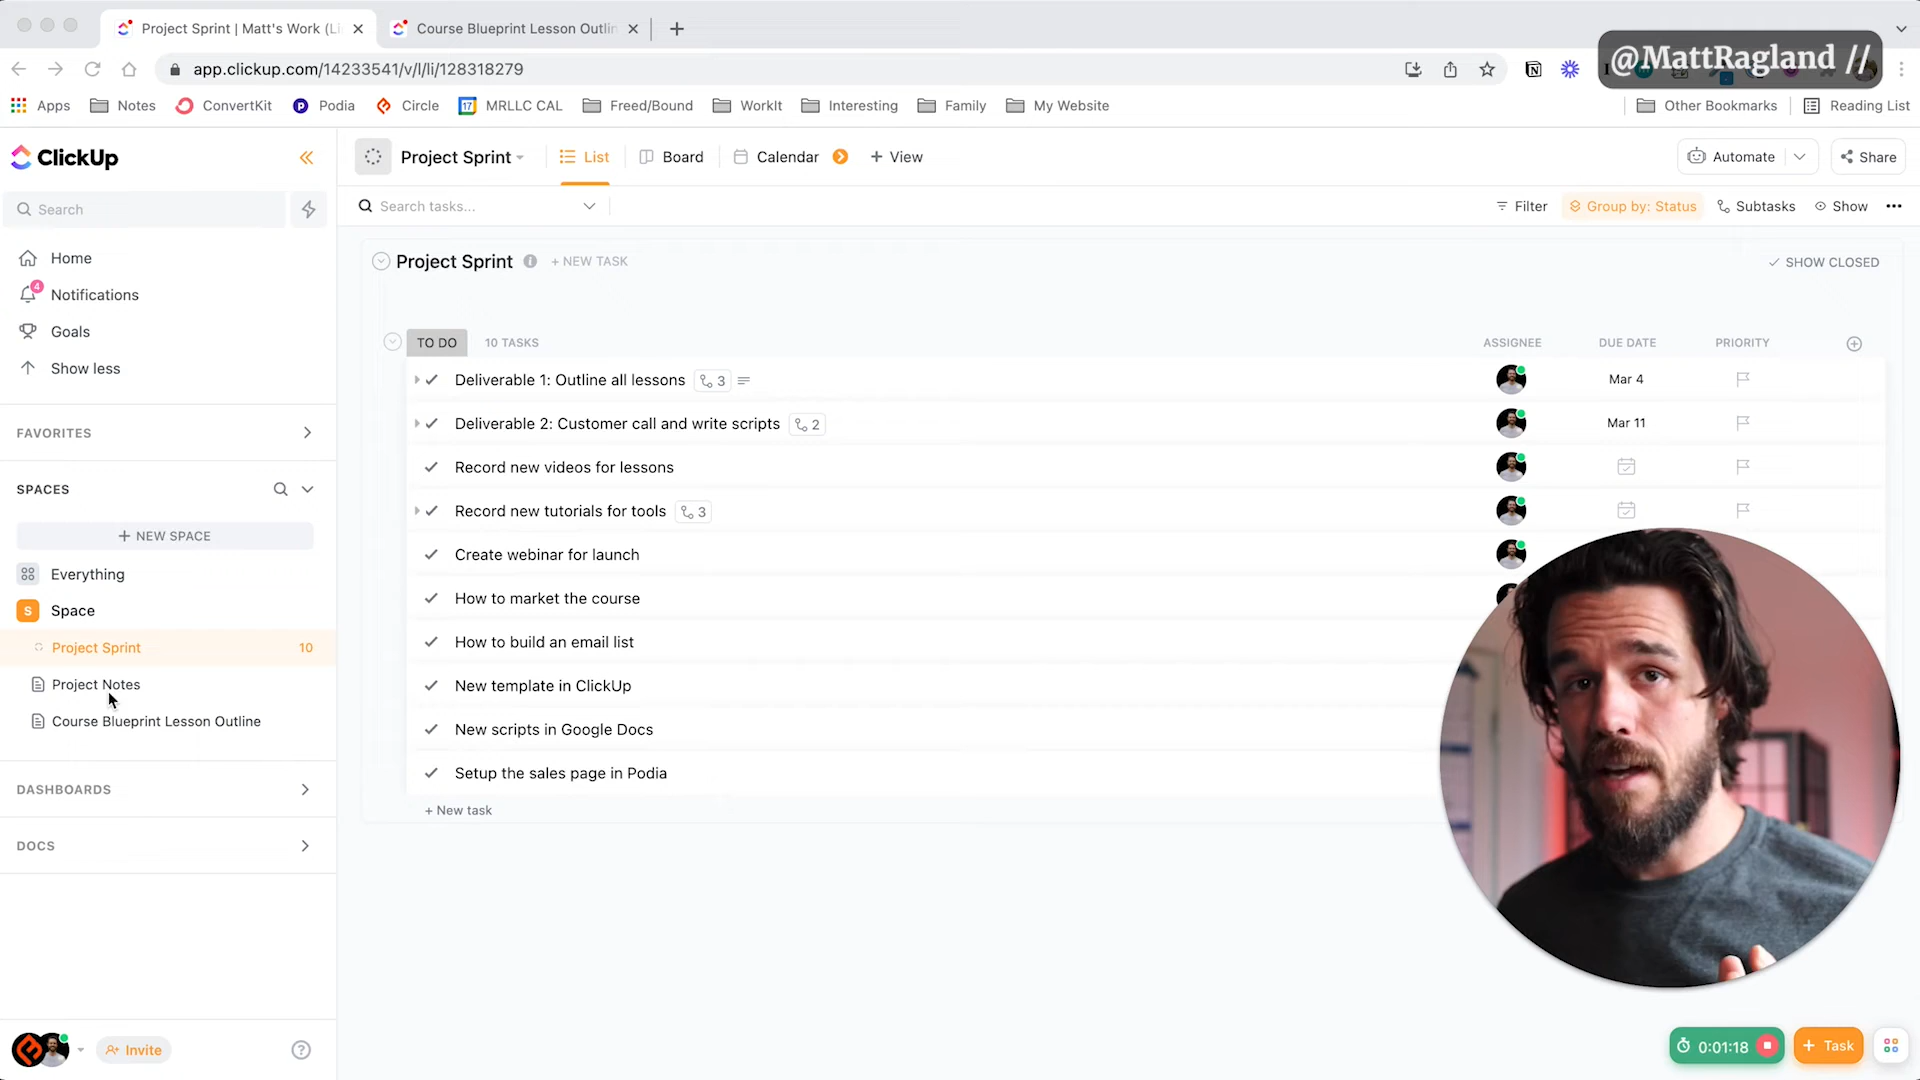 Project Sprint | Matt's Work (Li
Course Blueprint Lesson Outlin
@MattRagland //
app.clickup.com/14233541/v/l/li/128318279
Apps
Notes
ConvertKit
Podia
Circle
17
MRLLC CAL
Freed/Bound
WorkIt
Interesting
Family
My Website
Other Bookmarks
Reading List
ClickUp
Project Sprint
List
Board
Calendar
+ View
Automate
Share
Search
Search tasks...
Filter
Group by: Status
Subtasks
Show
Home
4
Notifications
Goals
Show less
FAVORITES
SPACES
+ NEW SPACE
Everything
S
Space
Project Sprint
10
Project Notes
Course Blueprint Lesson Outline
DASHBOARDS
DOCS
Invite
Project Sprint
+ NEW TASK
SHOW CLOSED
TO DO
10 TASKS
ASSIGNEE
DUE DATE
PRIORITY
Deliverable 1: Outline all lessons
3
Mar 4
Deliverable 2: Customer call and write scripts
2
Mar 11
Record new videos for lessons
Record new tutorials for tools
3
Create webinar for launch
How to market the course
How to build an email list
New template in ClickUp
New scripts in Google Docs
Setup the sales page in Podia
+ New task
0:01:18
+ Task